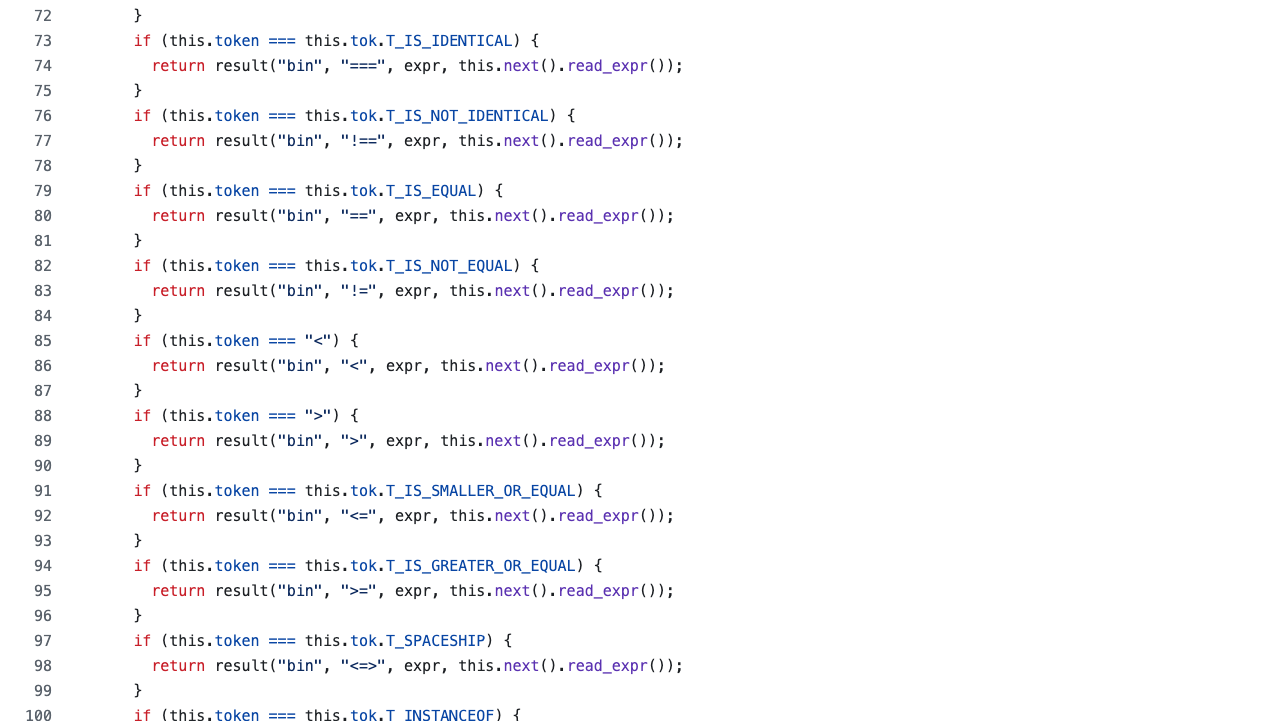 72 }
73 if (this.token === this.tok.T_IS_IDENTICAL) {
74 return result("bin", "===", expr, this.next().read_expr());
75 }
76 if (this.token === this.tok.T_IS_NOT_IDENTICAL) {
77 return result("bin", "!==", expr, this.next().read_expr());
78 }
79 if (this.token === this.tok.T_IS_EQUAL) {
80 return result("bin", "==", expr, this.next().read_expr());
81 }
82 if (this.token === this.tok.T_IS_NOT_EQUAL) {
83 return result("bin", "!=", expr, this.next().read_expr());
84 }
85 if (this.token === "<") {
86 return result("bin", "<", expr, this.next().read_expr());
87 }
88 if (this.token === ">") {
89 return result("bin", ">", expr, this.next().read_expr());
90 }
91 if (this.token === this.tok.T_IS_SMALLER_OR_EQUAL) {
92 return result("bin", "<=", expr, this.next().read_expr());
93 }
94 if (this.token === this.tok.T_IS_GREATER_OR_EQUAL) {
95 return result("bin", ">=", expr, this.next().read_expr());
96 }
97 if (this.token === this.tok.T_SPACESHIP) {
98 return result("bin", "<=>", expr, this.next().read_expr());
99 }
100 if (this.token === this.tok.T_INSTANCEOF) {